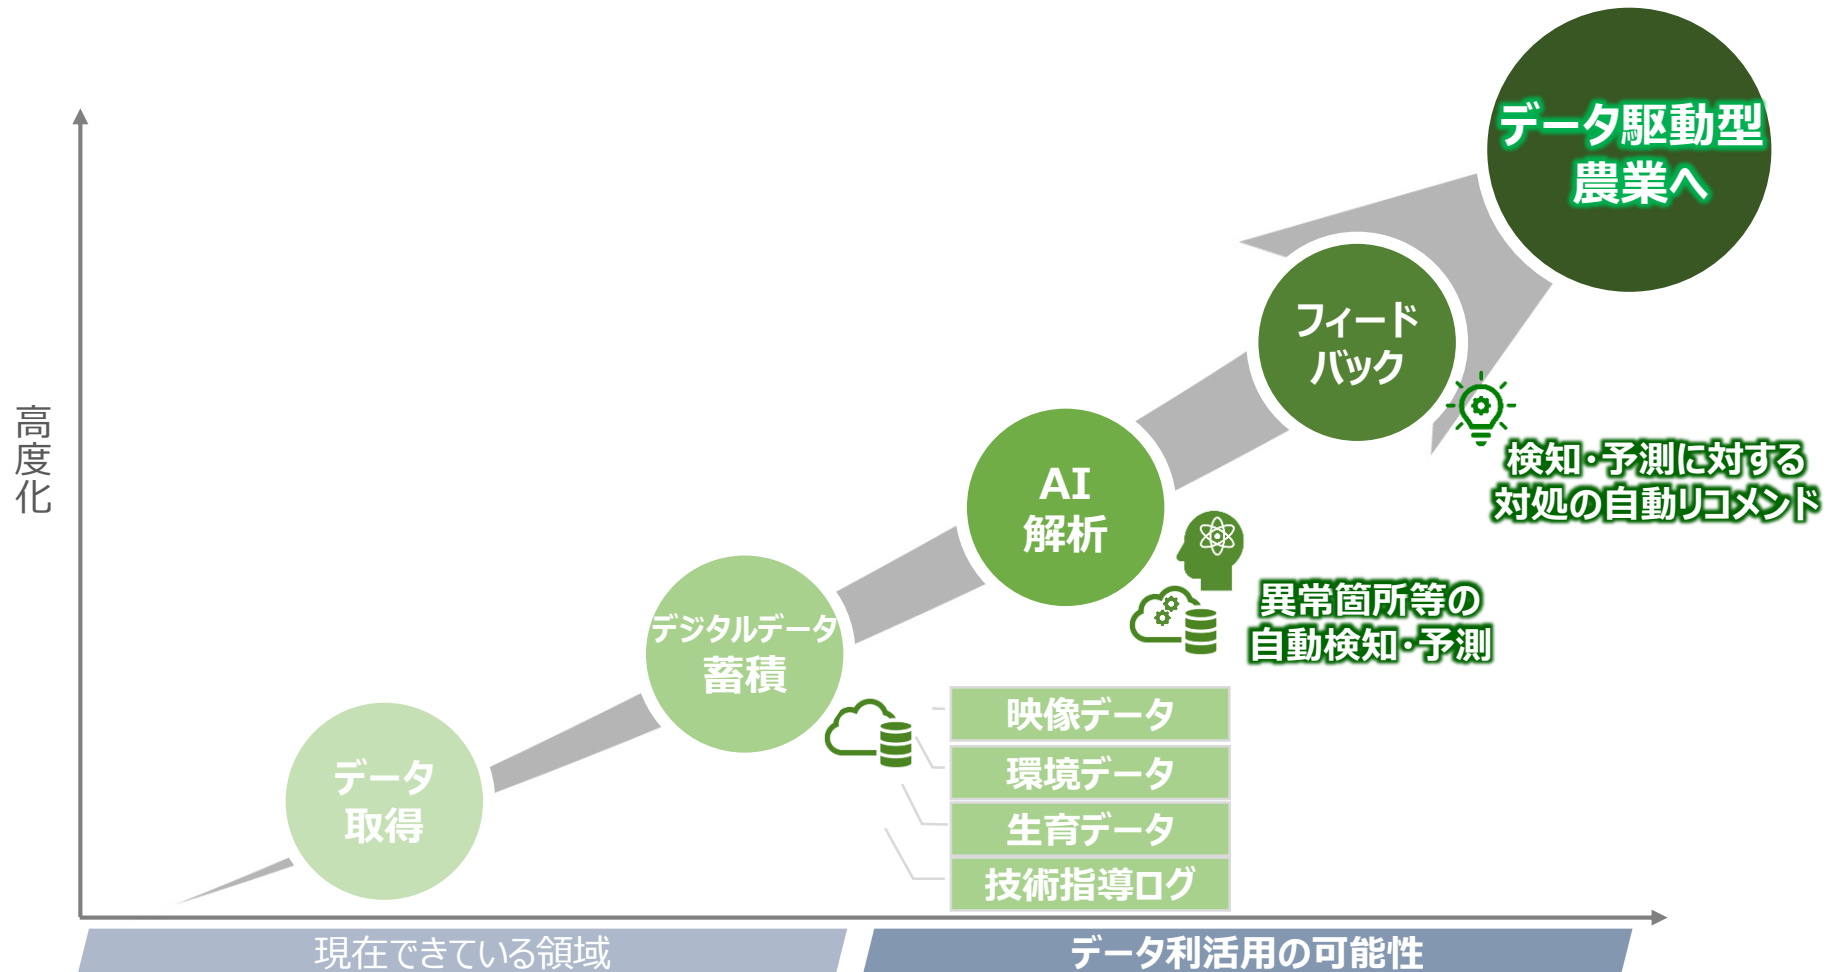 データ駆動型
農業へ
フィード
バック
検知・予測に対する
対処の自動リコメンド
高度化
AI
解析
異常箇所等の
自動検知・予測
デジタルデータ
蓄積
映像データ
環境データ
生育データ
技術指導ログ
データ
取得
現在できている領域
データ利活用の可能性